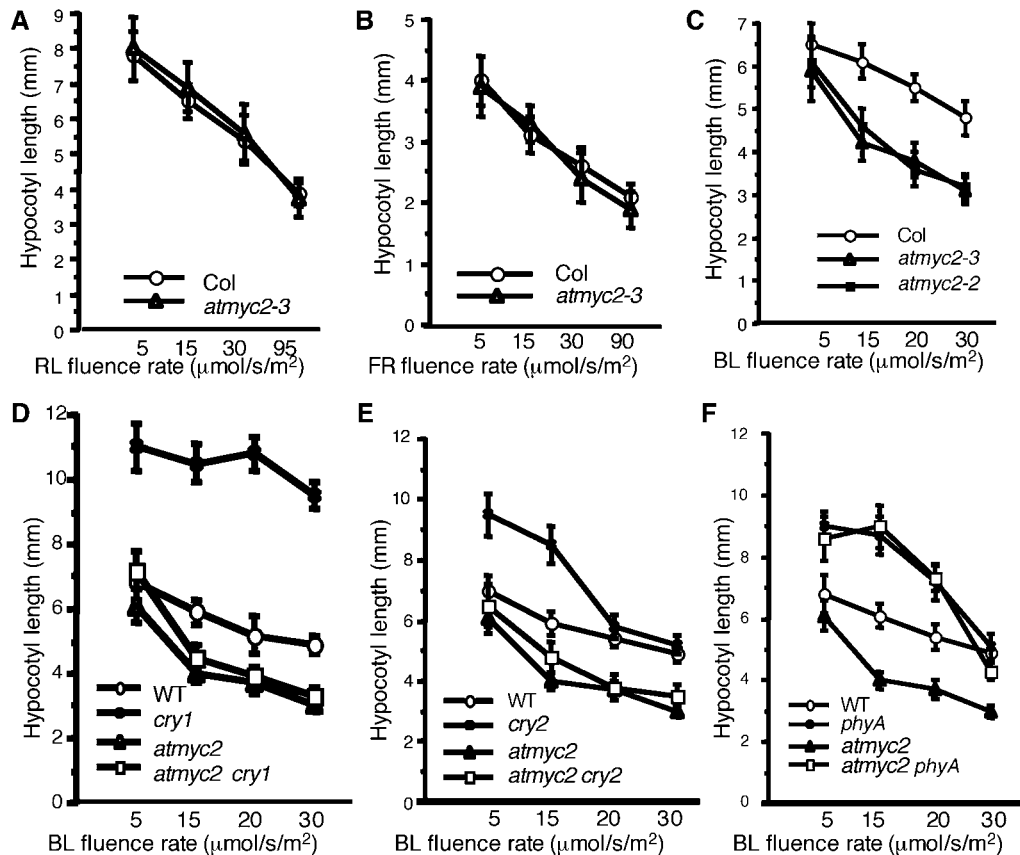 A
Hypocotyl length (mm)
9
8
7
6
5
4
3
2
1
0
Col
atmyc2-3
5 15 30 95
RL fluence rate (µmol/s/m²)
B
Hypocotyl length (mm)
5
4
3
2
1
0
Col
atmyc2-3
5 15 30 90
FR fluence rate (µmol/s/m²)
C
Hypocotyl length (mm)
7
6
5
4
3
2
1
0
Col
atmyc2-3
atmyc2-2
5 15 20 30
BL fluence rate (µmol/s/m²)
D
Hypocotyl length (mm)
12
10
8
6
4
2
0
WT
cry1
atmyc2
atmyc2 cry1
5 15 20 30
BL fluence rate (µmol/s/m²)
E
Hypocotyl length (mm)
12
10
8
6
4
2
0
WT
cry2
atmyc2
atmyc2 cry2
5 15 20 30
BL fluence rate (µmol/s/m²)
F
Hypocotyl length (mm)
12
10
8
6
4
2
0
WT
phyA
atmyc2
atmyc2 phyA
5 15 20 30
BL fluence rate (µmol/s/m²)